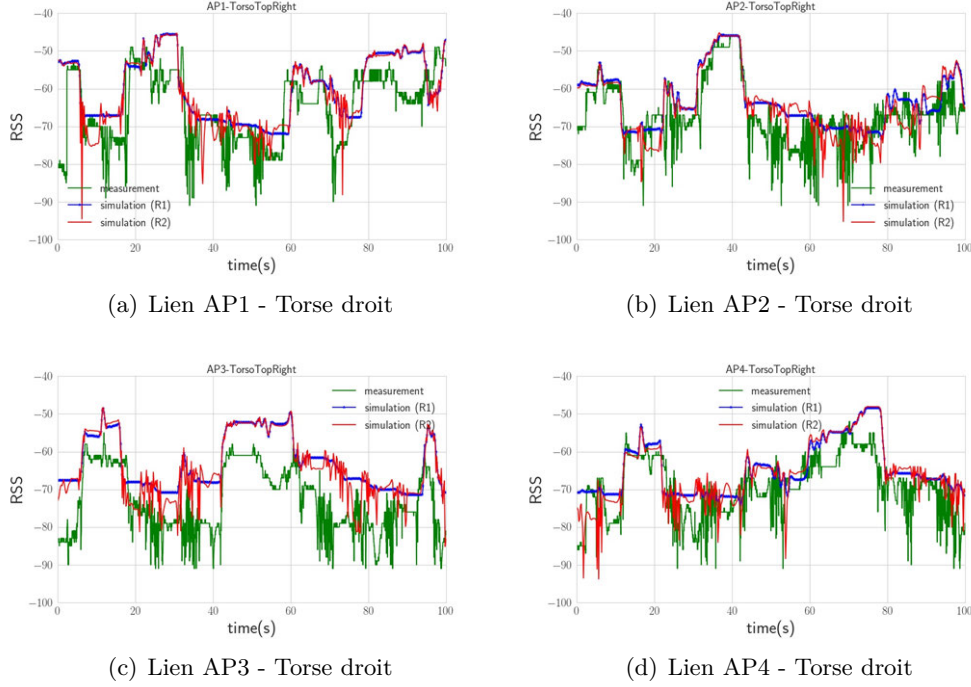 AP1-TorsoTopRight
−40
−50
−60
−70
−80
−90
−100
RSS
measurement
simulation (R1)
simulation (R2)
0 20 40 60 80 100
time(s)
(a) Lien AP1 - Torse droit
AP2-TorsoTopRight
−40
−50
−60
−70
−80
−90
−100
RSS
measurement
simulation (R1)
simulation (R2)
0 20 40 60 80 100
time(s)
(b) Lien AP2 - Torse droit
AP3-TorsoTopRight
−40
−50
−60
−70
−80
−90
−100
RSS
measurement
simulation (R1)
simulation (R2)
0 20 40 60 80 100
time(s)
(c) Lien AP3 - Torse droit
AP4-TorsoTopRight
−40
−50
−60
−70
−80
−90
−100
RSS
measurement
simulation (R1)
simulation (R2)
0 20 40 60 80 100
time(s)
(d) Lien AP4 - Torse droit